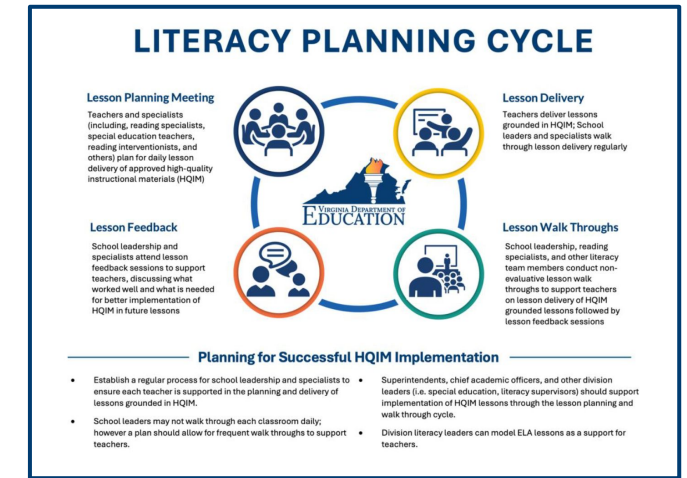 LITERACY PLANNING CYCLE
Lesson Planning Meeting
Teachers and specialists
(including, reading specialists,
special education teachers,
reading interventionists, and
others) plan for daily lesson
delivery of approved high-quality
instructional materials (HQIM)
Lesson Delivery
Teachers deliver lessons
grounded in HQIM; School
leaders and specialists walk
through lesson delivery regularly
VIRGINIA DEPARTMENT OF
EDUCATION
Lesson Feedback
School leadership and
specialists attend lesson
feedback sessions to support
teachers, discussing what
worked well and what is needed
for better implementation of
HQIM in future lessons
Lesson Walk Throughs
School leadership, reading
specialists, and other literacy
team members conduct non-
evaluative lesson walk
throughs to support teachers
on lesson delivery of HQIM
grounded lessons followed by
lesson feedback sessions
Planning for Successful HQIM Implementation
• Establish a regular process for school leadership and specialists to
ensure each teacher is supported in the planning and delivery of
lessons grounded in HQIM.
• School leaders may not walk through each classroom daily;
however a plan should allow for frequent walk throughs to support
teachers.
• Superintendents, chief academic officers, and other division
leaders (i.e. special education, literacy supervisors) should support
implementation of HQIM lessons through the lesson planning and
walk through cycle.
• Division literacy leaders can model ELA lessons as a support for
teachers.